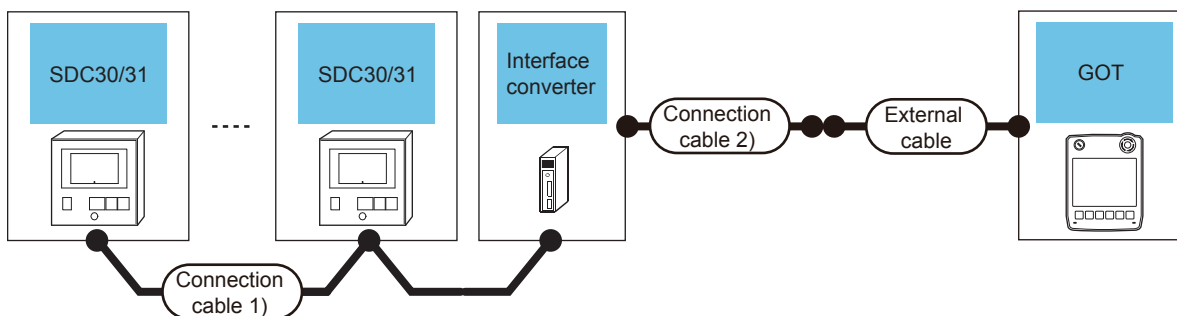 SDC30/31
SDC30/31
Interface
converter
GOT
Connection
cable 2)
External
cable
Connection
cable 1)